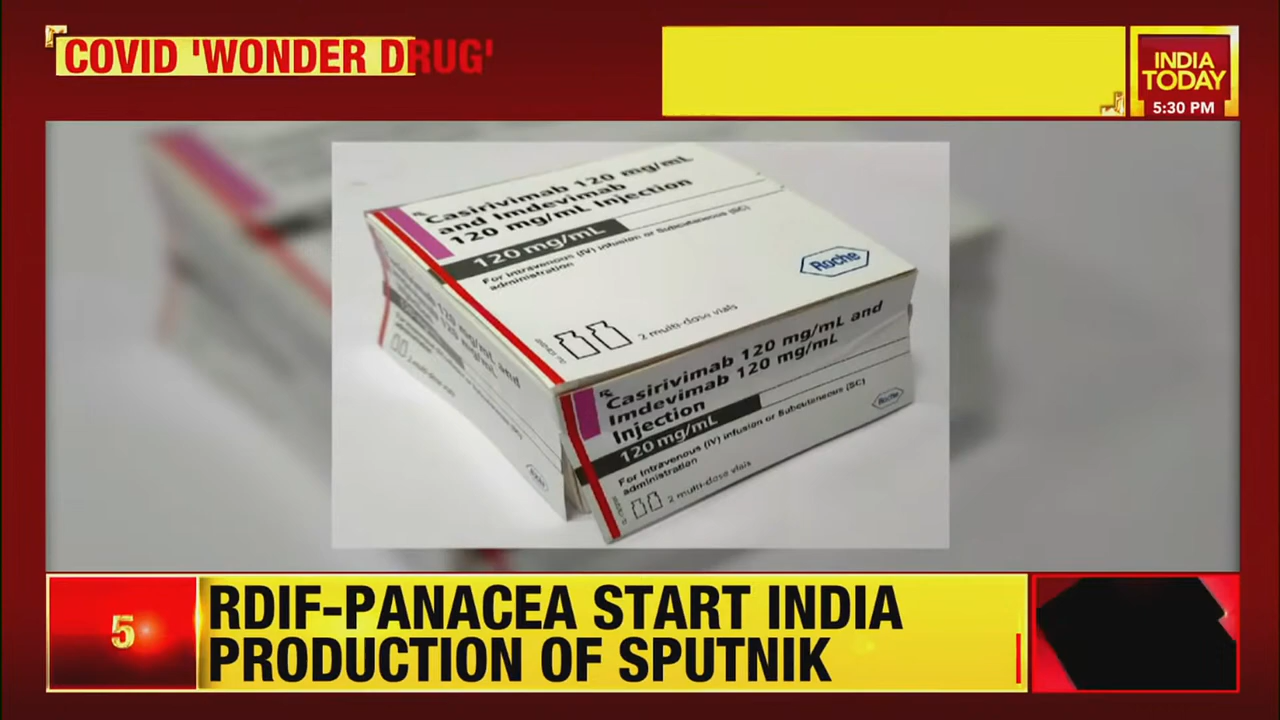 COVID 'WONDER DRUG'
INDIA
TODAY
5:30 PM
Rx
Casirivimab 120 mg/mL
and Imdevimab
120 mg/mL Injection
120 mg/mL
For Intravenous (IV) infusion or Subcutaneous (SC)
administration
Roche
2 multi-dose vials
Rx
Casirivimab 120 mg/mL and
Imdevimab 120 mg/mL
Injection
120 mg/mL
For Intravenous (IV) infusion or Subcutaneous (SC)
administration
Roche
2 multi-dose vials
5
RDIF-PANACEA START INDIA
PRODUCTION OF SPUTNIK